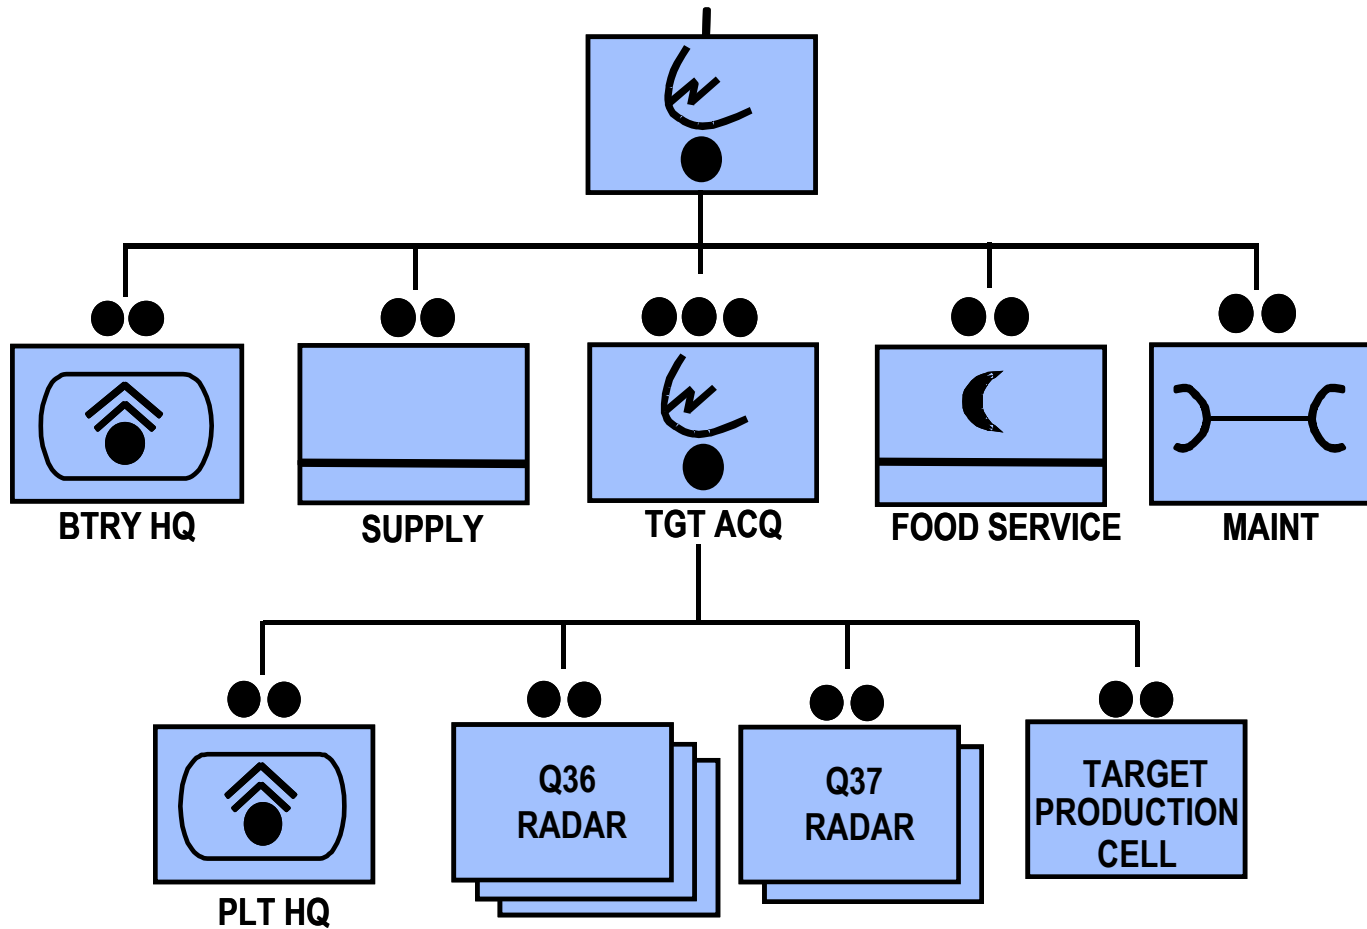 BTRY HQ
SUPPLY
TGT ACQ
FOOD SERVICE
MAINT
Q36
RADAR
Q37
RADAR
TARGET
PRODUCTION
CELL
PLT HQ